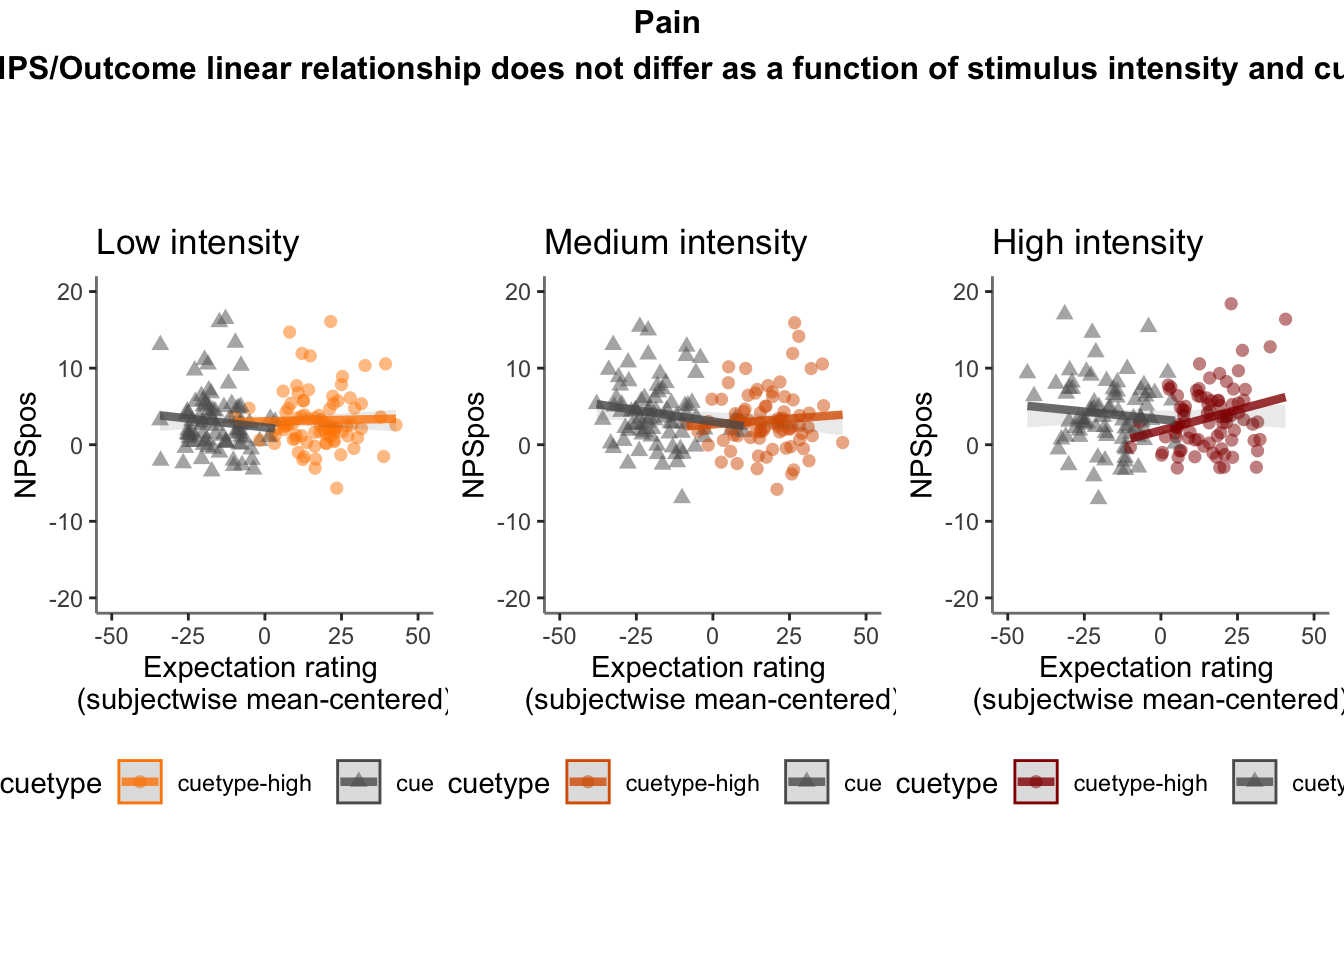 Pain
IPS/Outcome linear relationship does not differ as a function of stimulus intensity and cu
Low intensity
Medium intensity
High intensity
NPSpos
20
10
0
-10
-20
-50 -25 0 25 50
Expectation rating
(subjectwise mean-centered)
NPSpos
20
10
0
-10
-20
-50 -25 0 25 50
Expectation rating
(subjectwise mean-centered)
NPSpos
20
10
0
-10
-20
-50 -25 0 25 50
Expectation rating
(subjectwise mean-centered)
cuetype cuetype-high cue
cuetype cuetype-high cue
cuetype cuetype-high cuety